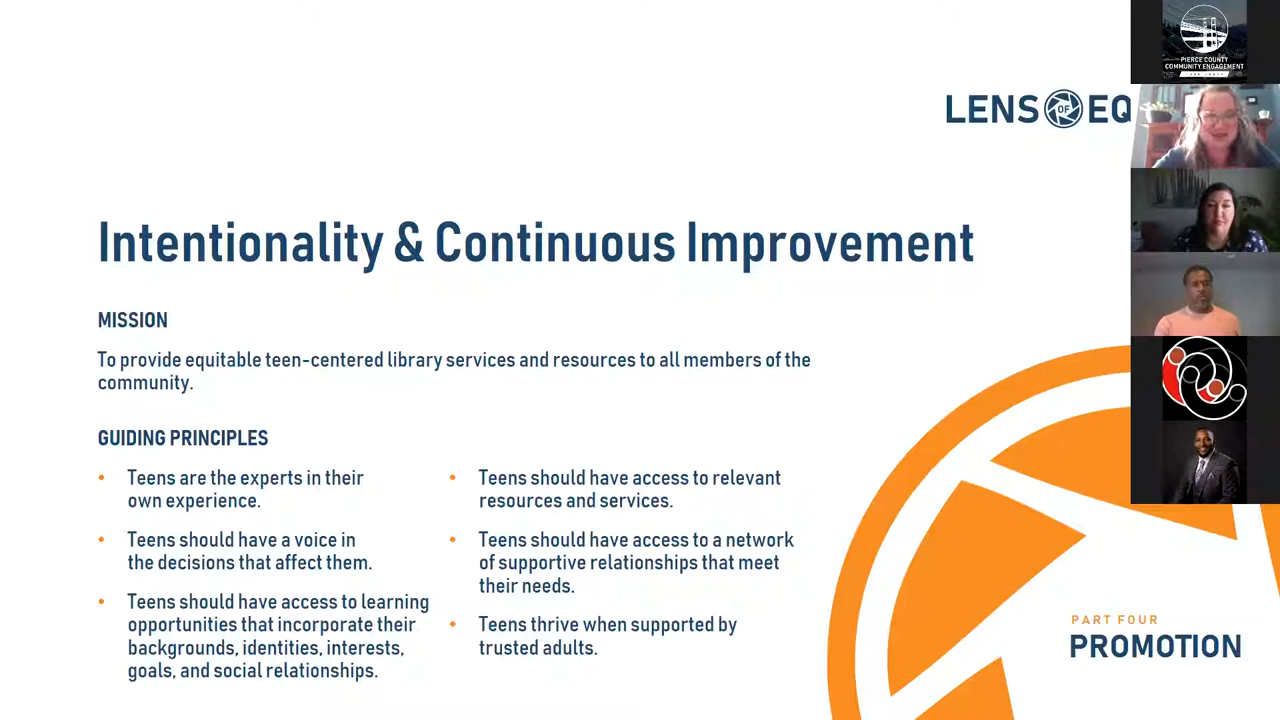 LENS OF EQ
Intentionality & Continuous Improvement
MISSION
To provide equitable teen-centered library services and resources to all members of the
community.
GUIDING PRINCIPLES
• Teens are the experts in their
own experience.
• Teens should have a voice in
the decisions that affect them.
• Teens should have access to learning
opportunities that incorporate their
backgrounds, identities, interests,
goals, and social relationships.
• Teens should have access to relevant
resources and services.
• Teens should have access to a network
of supportive relationships that meet
their needs.
• Teens thrive when supported by
trusted adults.
PART FOUR
PROMOTION
PIERCE COUNTY
COMMUNITY ENGAGEMENT